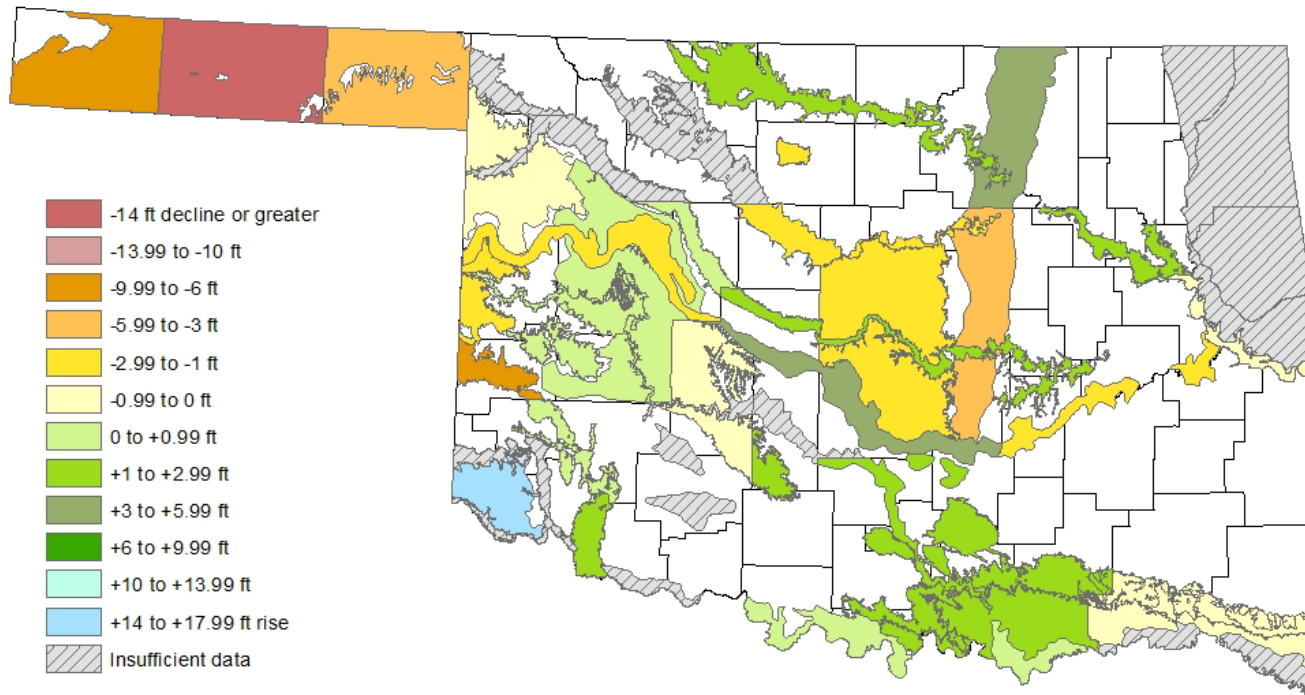 -14 ft decline or greater
-13.99 to -10 ft
-9.99 to -6 ft
-5.99 to -3 ft
-2.99 to -1 ft
-0.99 to 0 ft
0 to +0.99 ft
+1 to +2.99 ft
+3 to +5.99 ft
+6 to +9.99 ft
+10 to +13.99 ft
+14 to +17.99 ft rise
Insufficient data